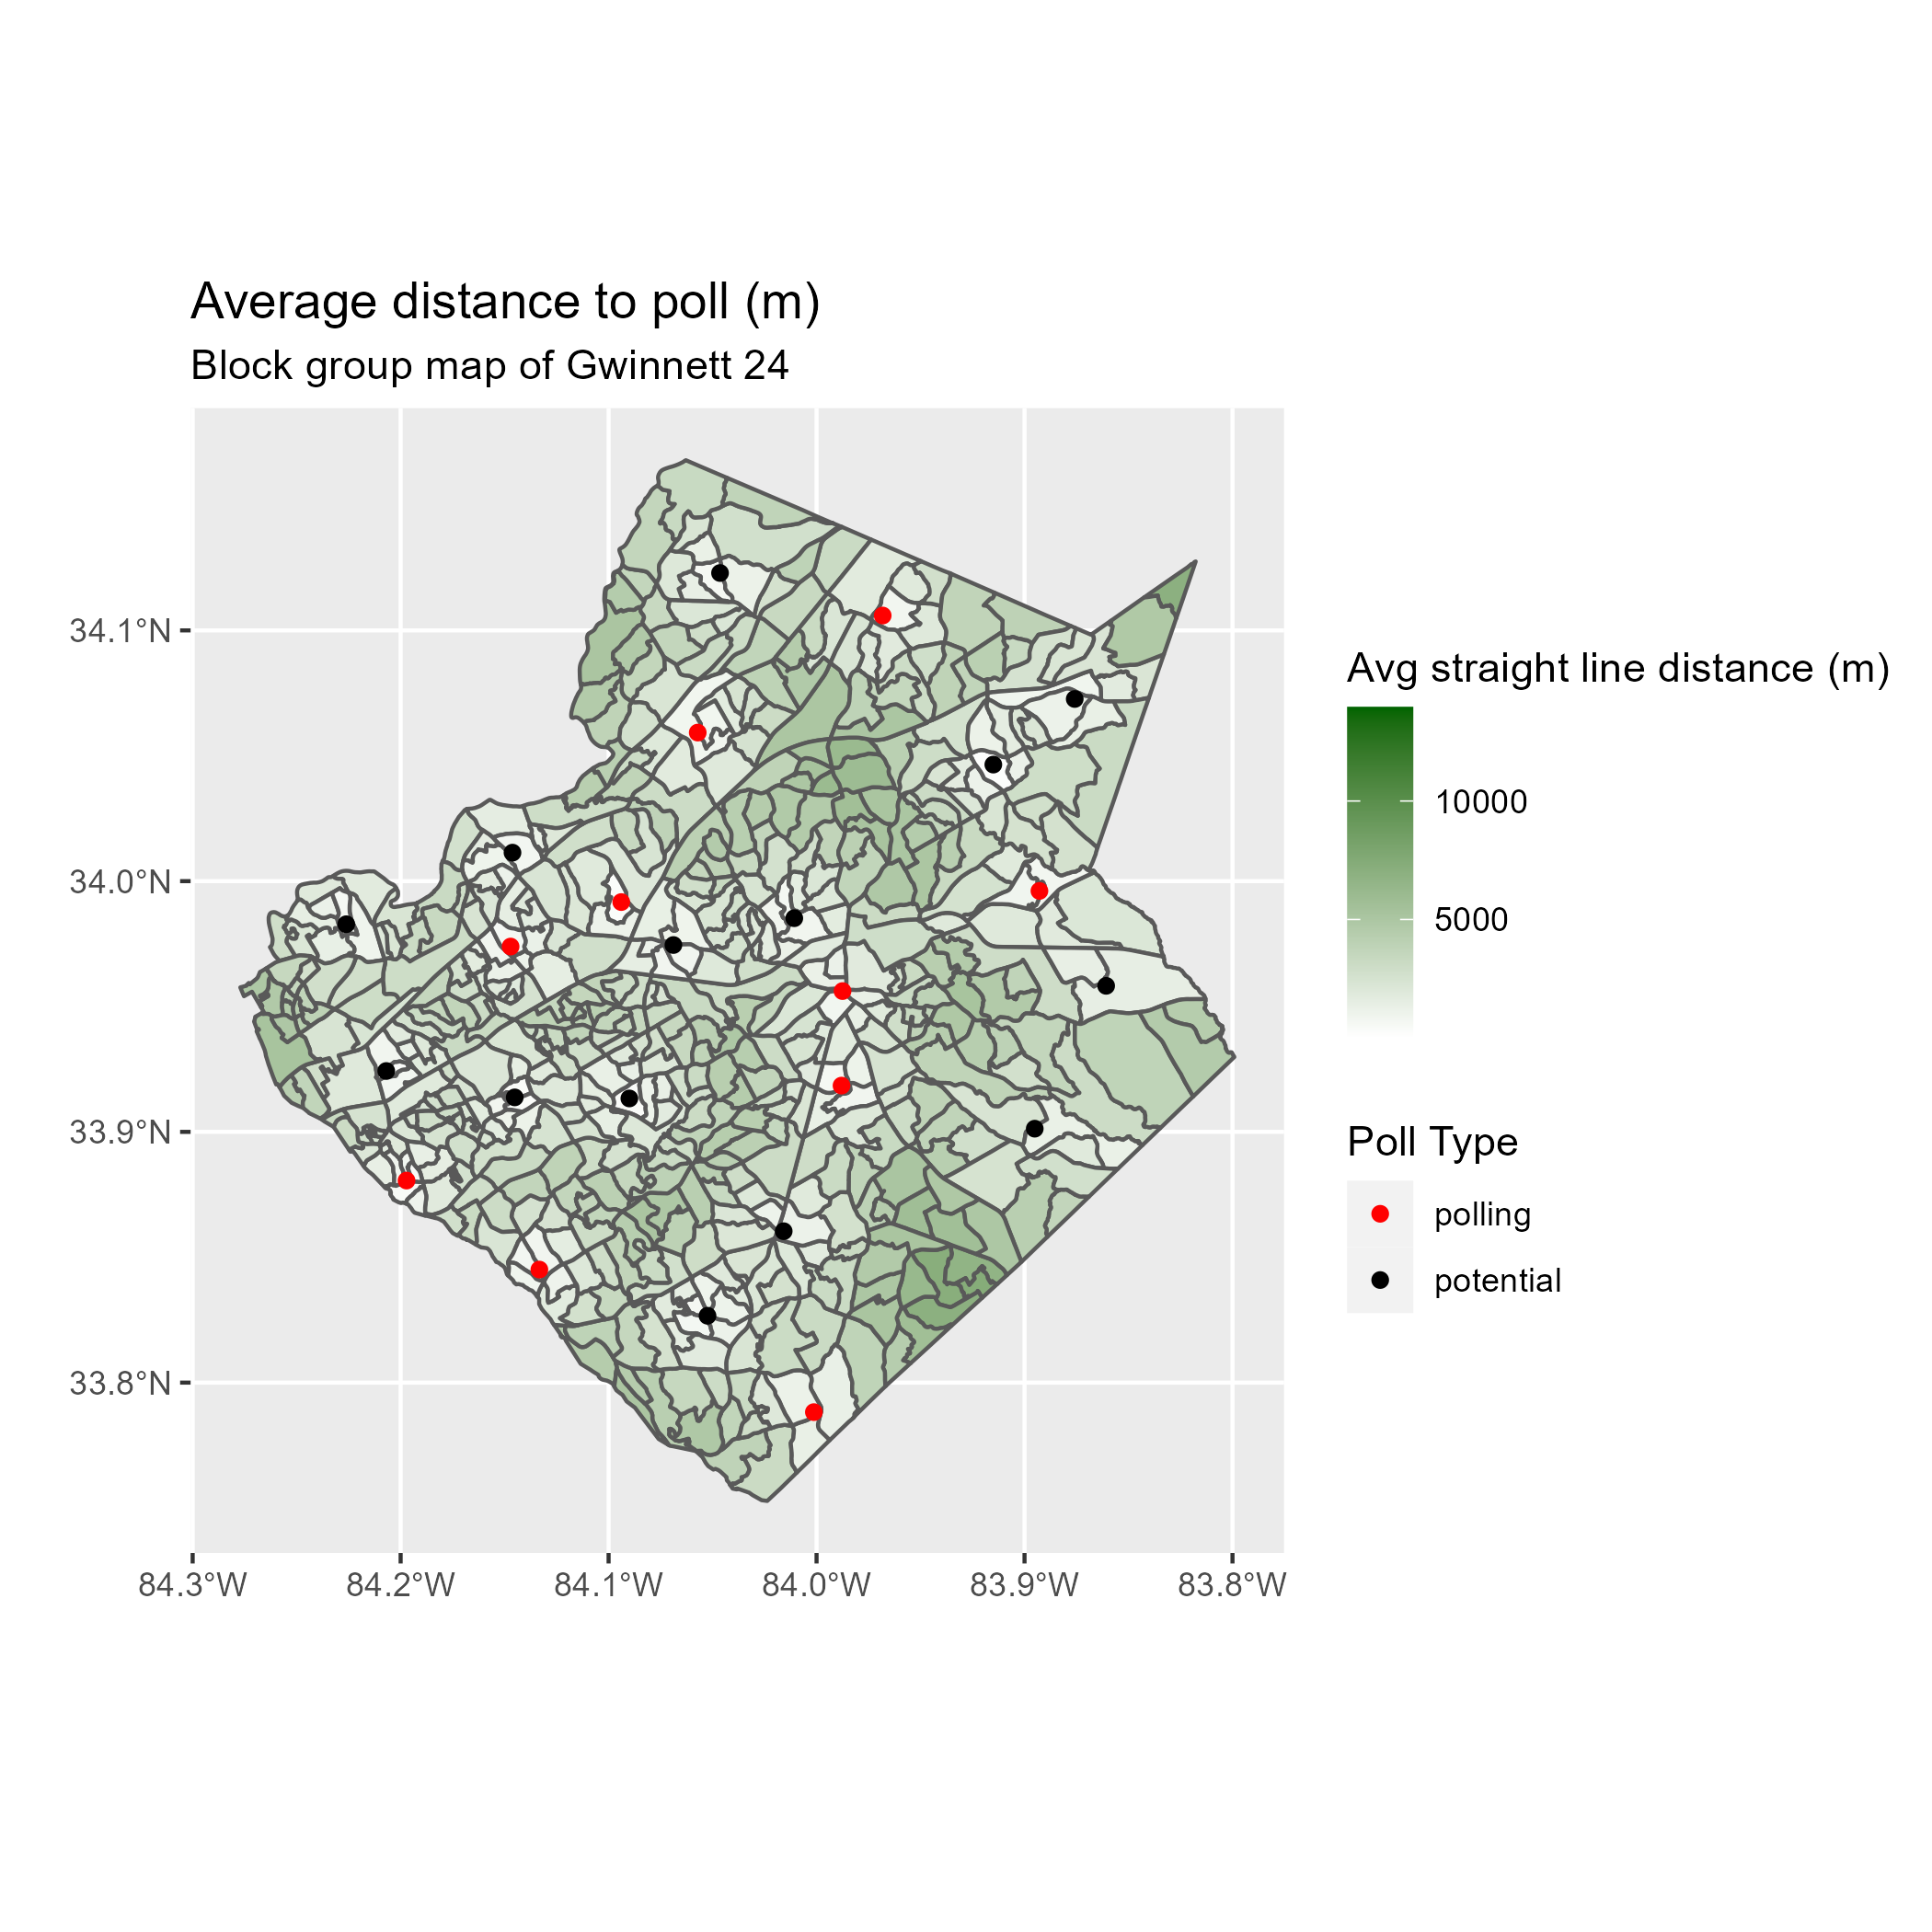 Average distance to poll (m)
Block group map of Gwinnett 24
34.1°N
34.0°N
33.9°N
33.8°N
84.3°W 84.2°W 84.1°W 84.0°W 83.9°W 83.8°W
Avg straight line distance (m)
10000
5000
Poll Type
polling
potential